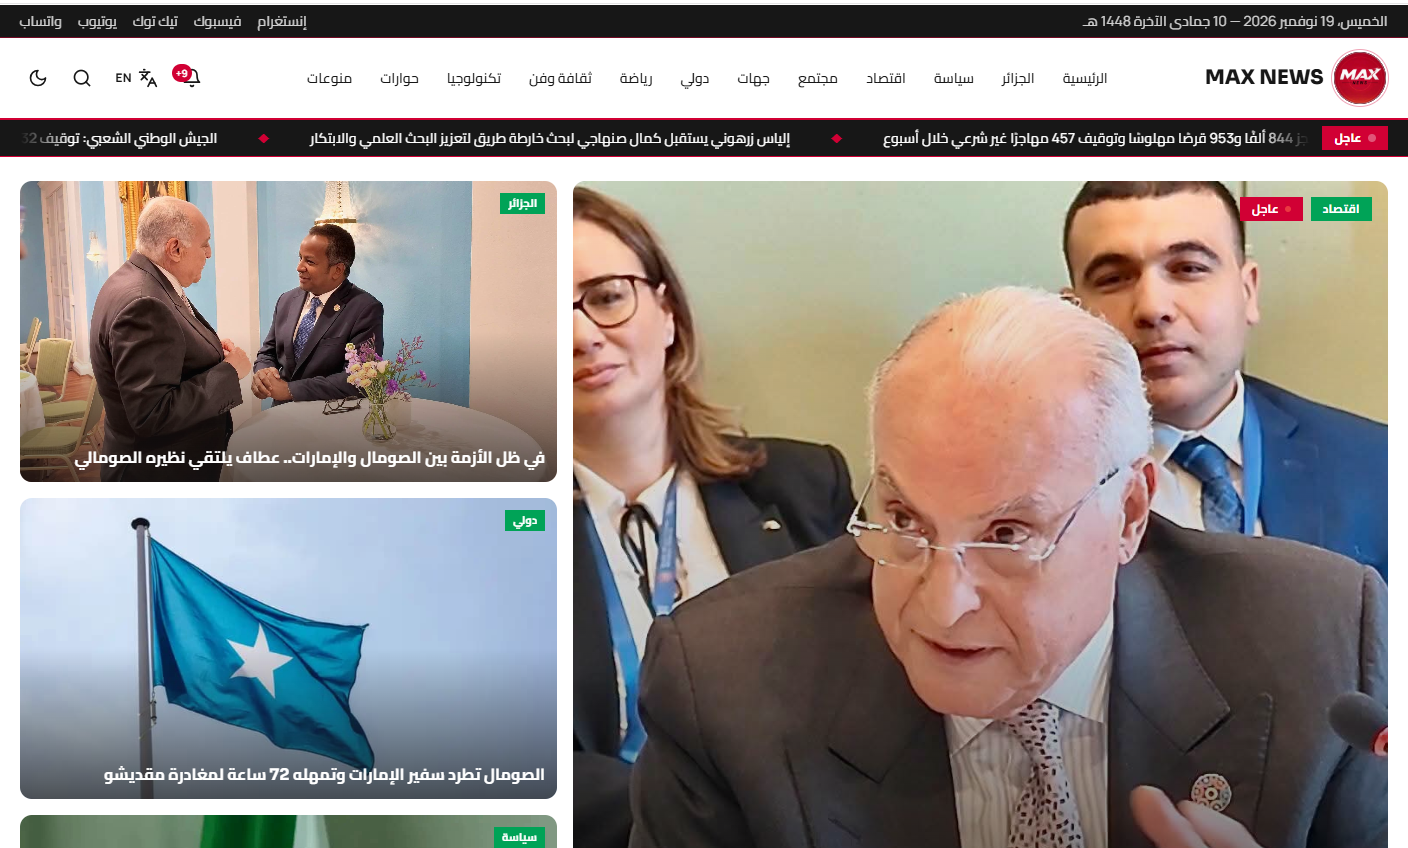 الخميس، 19 نوفمبر 2026 — 10 جمادى الآخرة 1448 هـ
إنستغرام فيسبوك تيك توك يوتيوب واتساب
MAX MAX NEWS
الرئيسية الجزائر سياسة اقتصاد مجتمع جهات دولي رياضة ثقافة وفن تكنولوجيا حوارات منوعات
+9 EN
عاجل
844 ألفًا و953 قرصًا مهلوسًا وتوقيف 457 مهاجرًا غير شرعي خلال أسبوع ◆ إلياس زرهوني يستقبل كمال صنهاجي لبحث خارطة طريق لتعزيز البحث العلمي والابتكار ◆ الجيش الوطني الشعبي: توقيف 32
اقتصاد عاجل
الجزائر
في ظل الأزمة بين الصومال والإمارات.. عطاف يلتقي نظيره الصومالي
دولي
الصومال تطرد سفير الإمارات وتمهله 72 ساعة لمغادرة مقديشو
سياسة